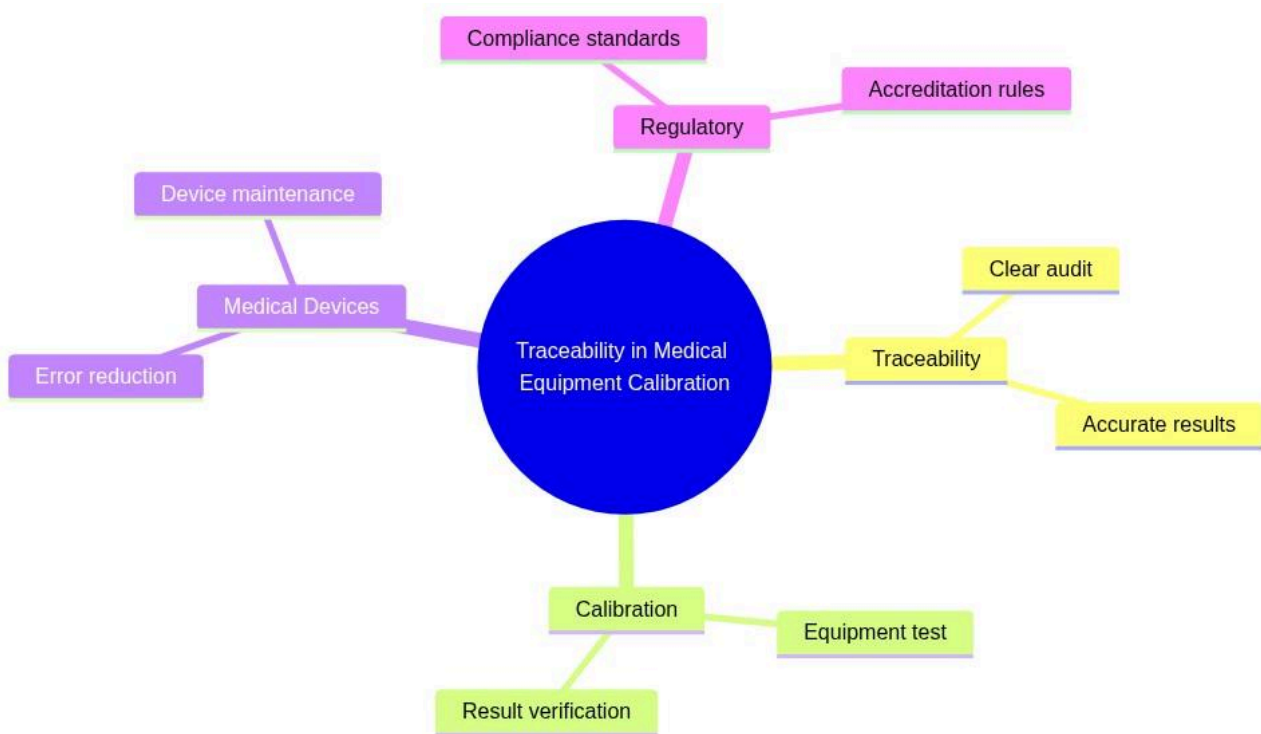 Compliance standards
Accreditation rules
Regulatory
Device maintenance
Medical Devices
Error reduction
Traceability in Medical
Equipment Calibration
Clear audit
Traceability
Accurate results
Calibration
Equipment test
Result verification